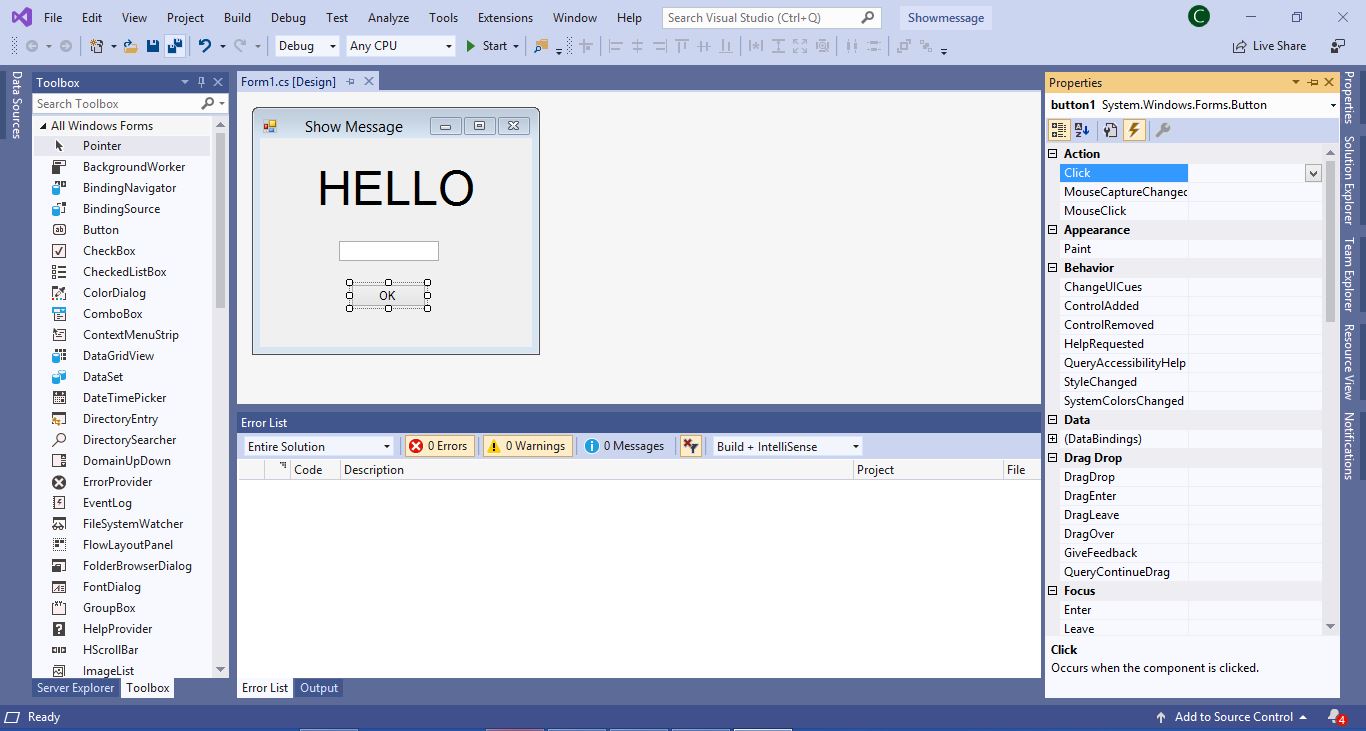 File Edit View Project Build Debug Test Analyze Tools Extensions Window Help Search Visual Studio (Ctrl+Q) Showmessage C
Debug Any CPU Start Live Share
Data Sources
Toolbox
Search Toolbox
All Windows Forms
Pointer
BackgroundWorker
BindingNavigator
BindingSource
Button
CheckBox
CheckedListBox
ColorDialog
ComboBox
ContextMenuStrip
DataGridView
DataSet
DateTimePicker
DirectoryEntry
DirectorySearcher
DomainUpDown
ErrorProvider
EventLog
FileSystemWatcher
FlowLayoutPanel
FolderBrowserDialog
FontDialog
GroupBox
HelpProvider
HScrollBar
ImageList
Server Explorer Toolbox
Form1.cs [Design]
Show Message
HELLO
OK
Error List
Entire Solution 0 Errors 0 Warnings 0 Messages Build + IntelliSense
Code Description Project File
Error List Output
Properties
button1 System.Windows.Forms.Button
Action
Click
MouseCaptureChanged
MouseClick
Appearance
Paint
Behavior
ChangeUICues
ControlAdded
ControlRemoved
HelpRequested
QueryAccessibilityHelp
StyleChanged
SystemColorsChanged
Data
(DataBindings)
Drag Drop
DragDrop
DragEnter
DragLeave
DragOver
GiveFeedback
QueryContinueDrag
Focus
Enter
Leave
Click
Occurs when the component is clicked.
Properties
Solution Explorer
Team Explorer
Resource View
Notifications
Ready Add to Source Control 4